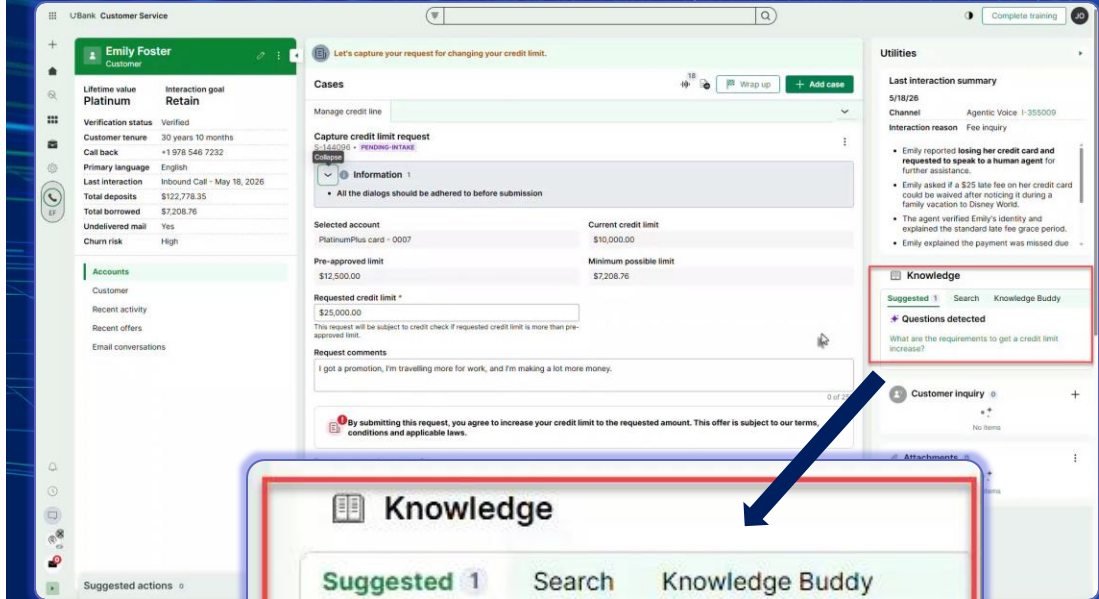 UBank Customer Service
Complete training
JO
Emily Foster
Customer
Lifetime value
Platinum
Interaction goal
Retain
Verification status Verified
Customer tenure 30 years 10 months
Call back +1 978 546 7232
Primary language English
Last interaction Inbound Call - May 18, 2026
Total deposits $122,778.35
Total borrowed $7,208.76
Undelivered mail Yes
Churn risk High
Accounts
Customer
Recent activity
Recent offers
Email conversations
Suggested actions 0
EF
Let's capture your request for changing your credit limit.
Cases
18
Wrap up
+ Add case
Manage credit line
Capture credit limit request
S-144096 • PENDING-INTAKE
Collapse
Information 1
• All the dialogs should be adhered to before submission
Selected account
PlatinumPlus card - 0007
Current credit limit
$10,000.00
Pre-approved limit
$12,500.00
Minimum possible limit
$7,208.76
Requested credit limit *
$25,000.00
This request will be subject to credit check if requested credit limit is more than pre-
approved limit.
Request comments
I got a promotion, I'm travelling more for work, and I'm making a lot more money.
0 of
By submitting this request, you agree to increase your credit limit to the requested amount. This offer is subject to our terms,
conditions and applicable laws.
Utilities
Last interaction summary
5/18/26
Channel Agentic Voice I-355009
Interaction reason Fee inquiry
• Emily reported losing her credit card and
requested to speak to a human agent for
further assistance.
• Emily asked if a $25 late fee on her credit card
could be waived after noticing it during a
family vacation to Disney World.
• The agent verified Emily's identity and
explained the standard late fee grace period.
• Emily explained the payment was missed due
Knowledge
Suggested 1 Search Knowledge Buddy
Questions detected
What are the requirements to get a credit limit
increase?
Customer inquiry 0
No items
Attachments
Knowledge
Suggested 1 Search Knowledge Buddy